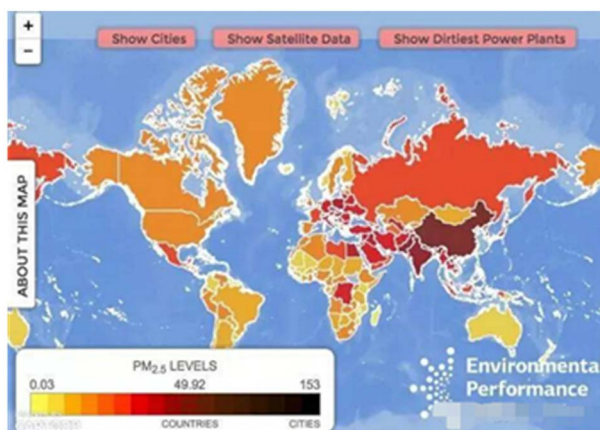 +
Show Cities
Show Satellite Data
Show Dirtiest Power Plants
−
ABOUT THIS MAP
PM2.5 LEVELS
0.03 49.92 153
COUNTRIES CITIES
Environmenta
Performance